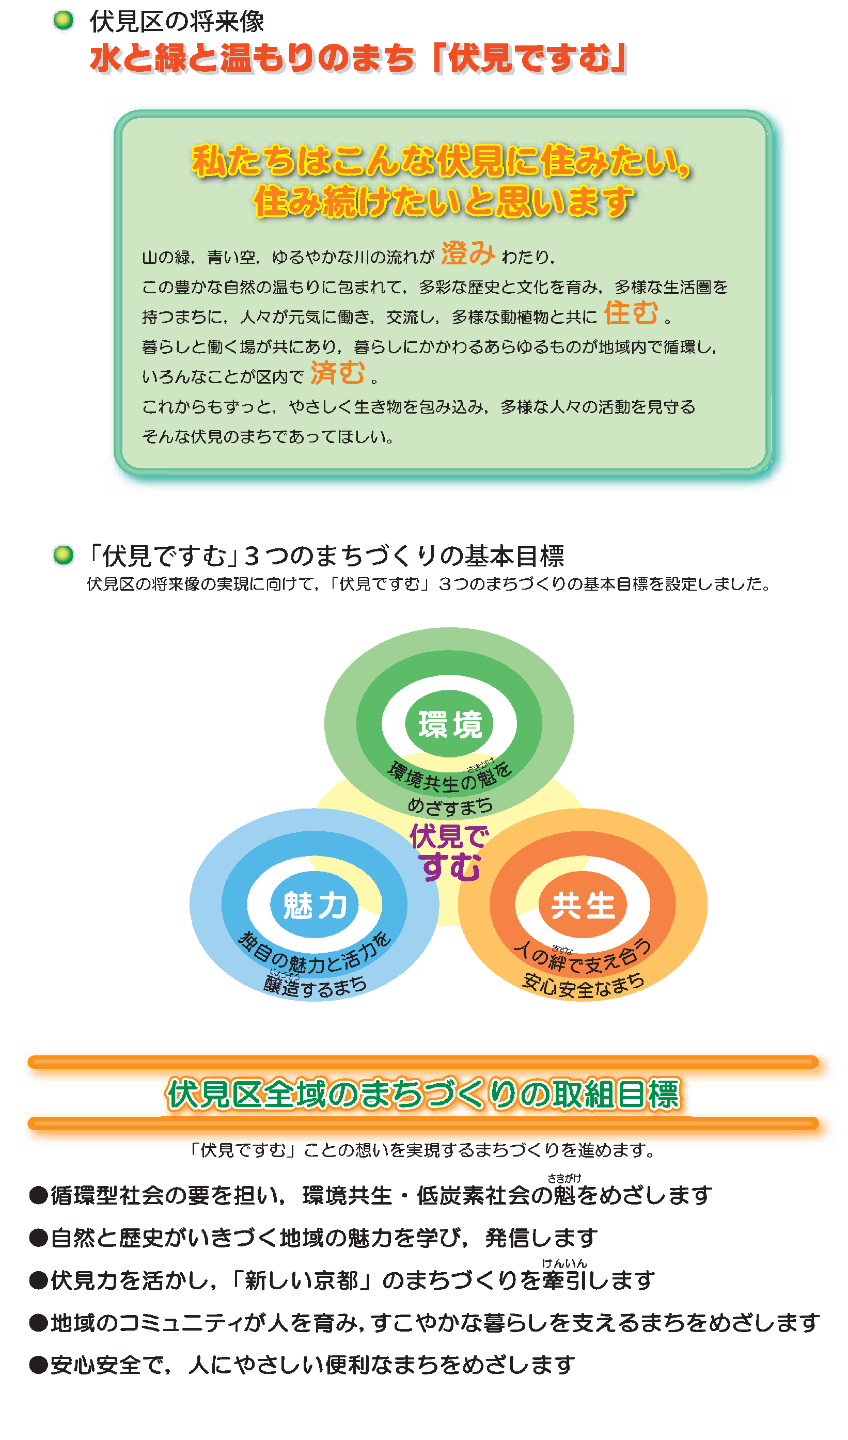 伏見区の将来像
水と緑と温もりのまち「伏見ですむ」
私たちはこんな伏見に住みたい，
住み続けたいと思います
山の緑，青い空，ゆるやかな川の流れが 澄み わたり，
この豊かな自然の温もりに包まれて，多彩な歴史と文化を育み，多様な生活圏を
持つまちに，人々が元気に働き，交流し，多様な動植物と共に 住む 。
暮らしと働く場が共にあり，暮らしにかかわるあらゆるものが地域内で循環し，
いろんなことが区内で 済む 。
これからもずっと，やさしく生き物を包み込み，多様な人々の活動を見守る
そんな伏見のまちであってほしい。
「伏見ですむ」３つのまちづくりの基本目標
伏見区の将来像の実現に向けて，「伏見ですむ」３つのまちづくりの基本目標を設定しました。
環境
さきがけ
環境共生の魁を
めざすまち
伏見で
すむ
魅力
独自の魅力と活力を
じょうぞう
醸造するまち
共生
きずな
人の絆で支え合う
安心安全なまち
伏見区全域のまちづくりの取組目標
「伏見ですむ」ことの想いを実現するまちづくりを進めます。
さきがけ
●循環型社会の要を担い，環境共生・低炭素社会の魁をめざします
●自然と歴史がいきづく地域の魅力を学び，発信します
けんいん
●伏見力を活かし，「新しい京都」のまちづくりを牽引します
●地域のコミュニティが人を育み，すこやかな暮らしを支えるまちをめざします
●安心安全で，人にやさしい便利なまちをめざします